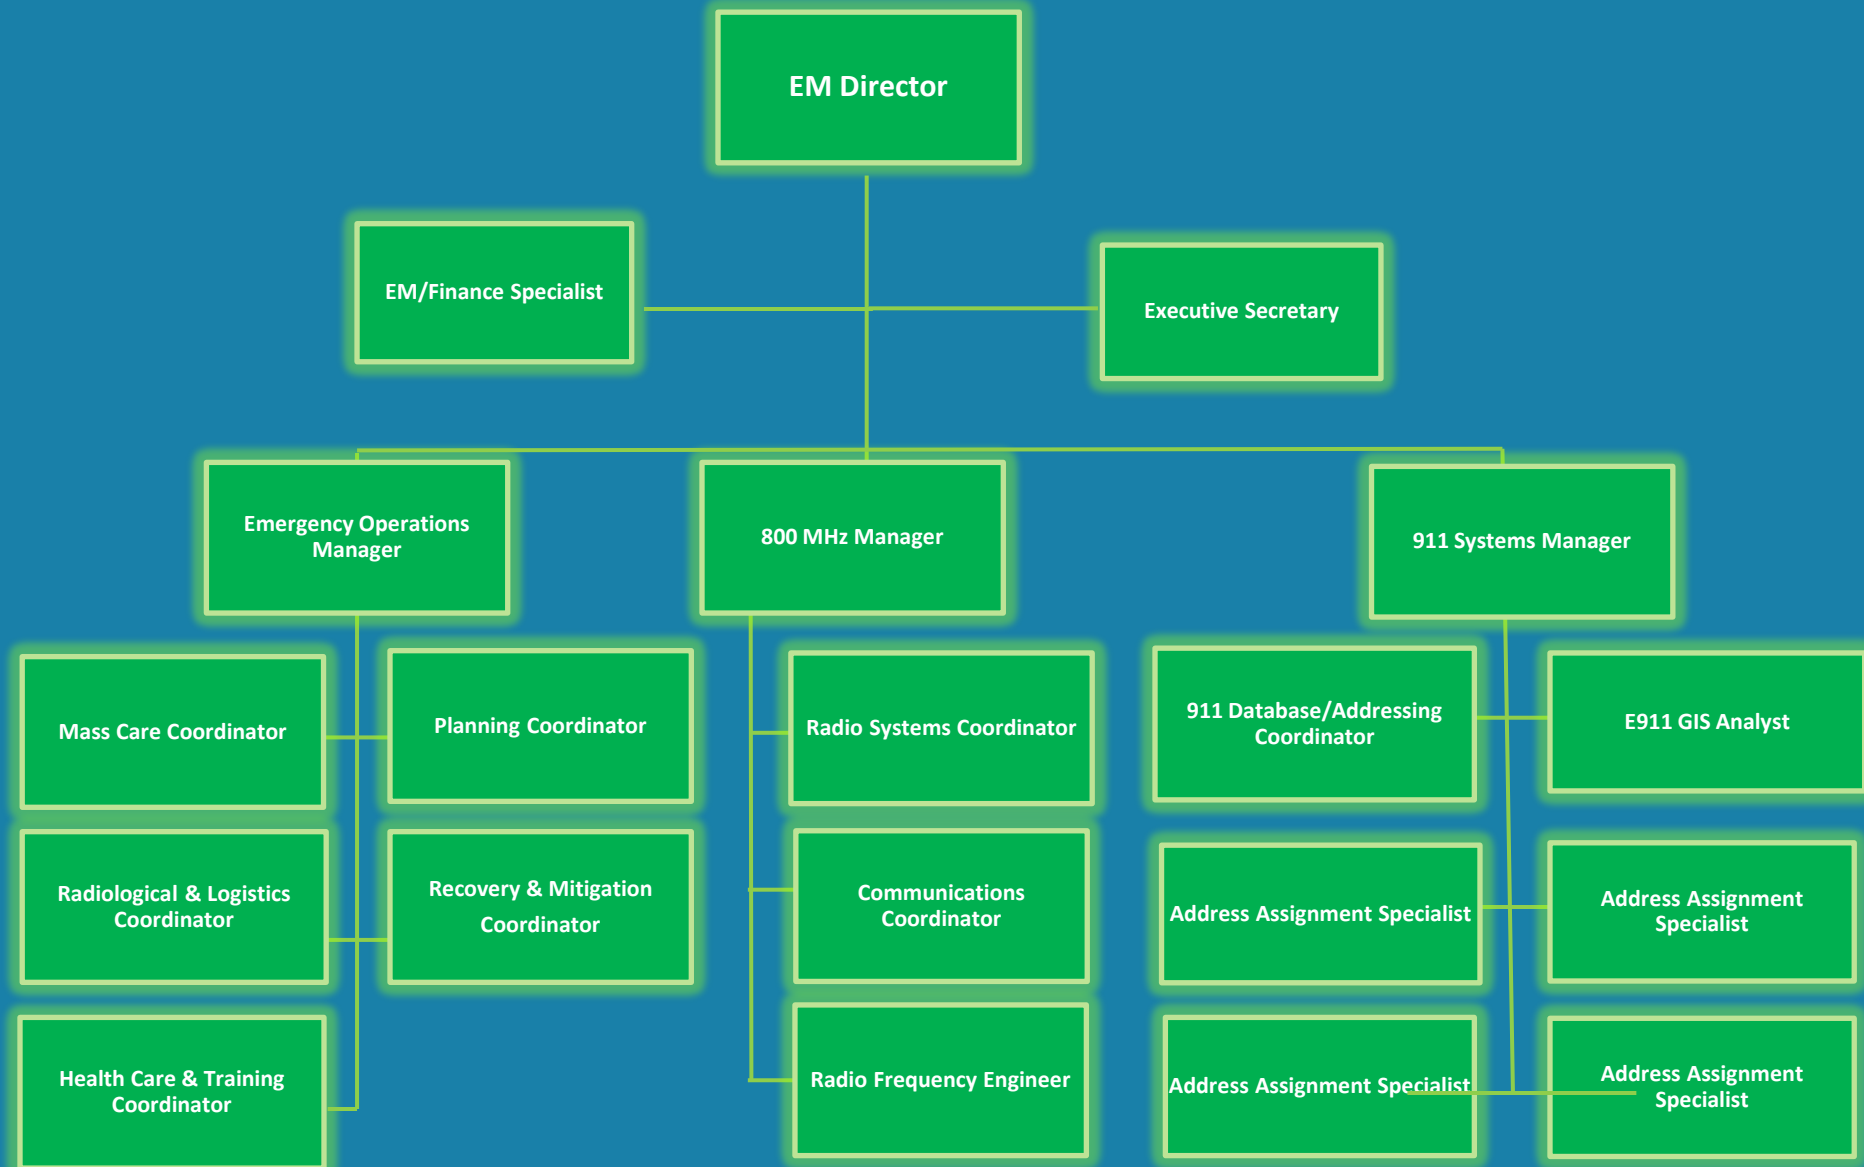 EM Director
EM/Finance Specialist
Executive Secretary
Emergency Operations
Manager
800 MHz Manager
911 Systems Manager
Mass Care Coordinator
Planning Coordinator
Radio Systems Coordinator
911 Database/Addressing
Coordinator
E911 GIS Analyst
Radiological & Logistics
Coordinator
Recovery & Mitigation
Coordinator
Communications
Coordinator
Address Assignment Specialist
Address Assignment
Specialist
Health Care & Training
Coordinator
Radio Frequency Engineer
Address Assignment Specialist
Address Assignment
Specialist